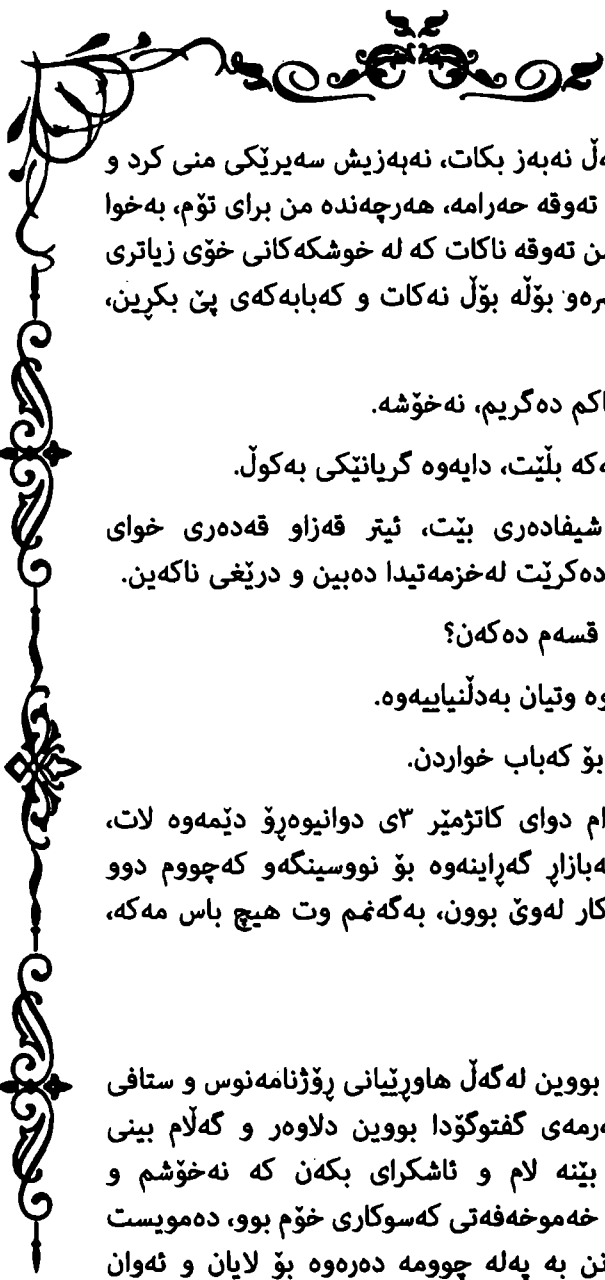 ەڵ نەبەز بکات، نەبەزیش سەیرێکی منی کرد و
تەوقە حەرامە، هەرچەندە من برای تۆم، بەخوا
ن تەوقە ناکات کە لە خوشکەکانی خۆی زیاتری
رەو بۆڵە بۆڵ نەکات و کەبابەکەی پێ بکڕین،
اکم دەگریم، نەخۆشە.
ەکە بڵێت، دایەوە گریانێکی بەکوڵ.
شیفادەری بێت، ئیتر قەزاو قەدەری خوای
دەکرێت لەخزمەتیدا دەبین و درێغی ناکەین.
قسەم دەکەن؟
وە وتیان بەدڵنیاییەوە.
بۆ کەباب خواردن.
ام دوای کاتژمێر ٣ی دوانیوەڕۆ دێمەوە لات،
ەبازاڕ گەڕاینەوە بۆ نووسینگەو کەچووم دوو
کار لەوێ بوون، بەگەنمم وت هیچ باس مەکە،
بووین لەگەڵ هاوڕێیانی ڕۆژنامەنوس و ستافی
ەرمەی گفتوگۆدا بووین دلاوەر و گەڵام بینی
بێنە لام و ئاشکرای بکەن کە نەخۆشم و
خەموخەفەتی کەسوکاری خۆم بوو، دەمویست
نن بە پەلە چوومە دەرەوە بۆ لایان و ئەوان